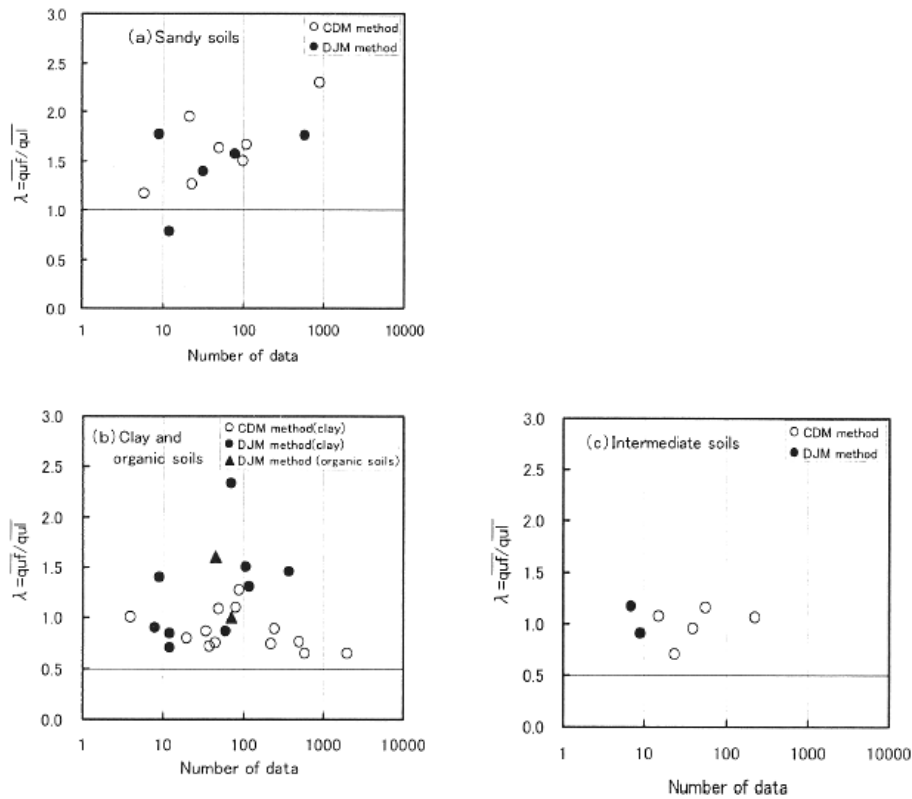 (a) Sandy soils
○ CDM method
● DJM method
3.0
2.5
2.0
1.5
1.0
0.5
0.0
λ =quf/qul
1 10 100 1000 10000
Number of data
(b) Clay and
organic soils
○ CDM method(clay)
● DJM method(clay)
▲ DJM method (organic soils)
3.0
2.5
2.0
1.5
1.0
0.5
0.0
λ =quf/qul
1 10 100 1000 10000
Number of data
(c) Intermediate soils
○ CDM method
● DJM method
3.0
2.5
2.0
1.5
1.0
0.5
0.0
λ =quf/qul
1 10 100 1000 10000
Number of data